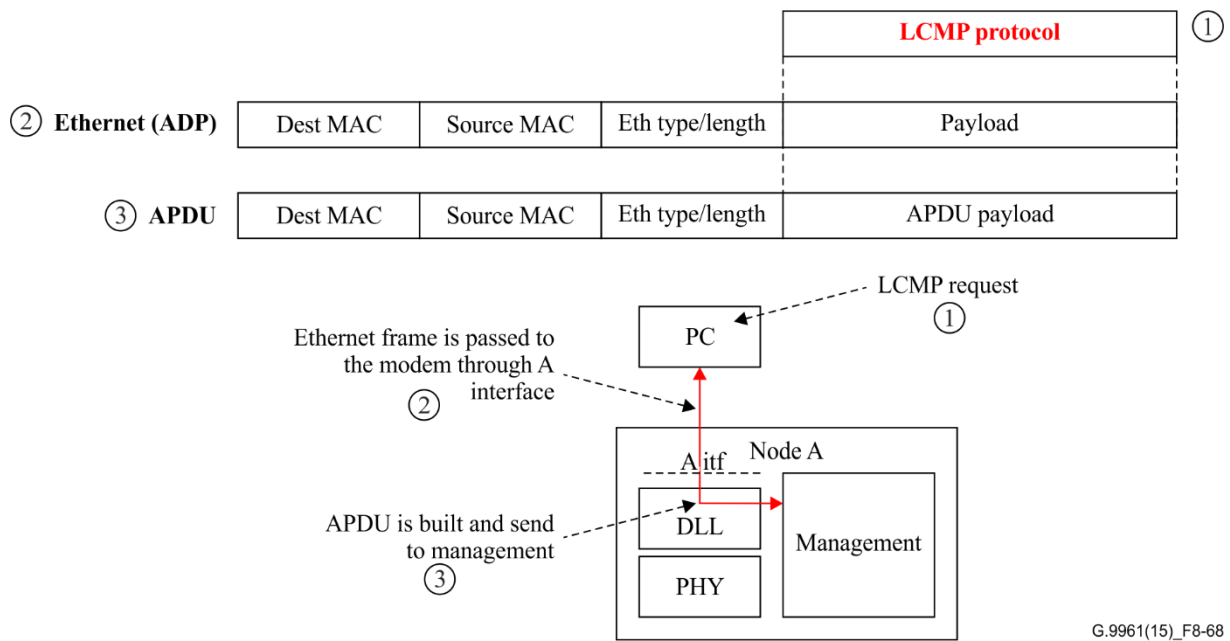 LCMP protocol
①
② Ethernet (ADP)
Dest MAC
Source MAC
Eth type/length
Payload
③ APDU
Dest MAC
Source MAC
Eth type/length
APDU payload
LCMP request
①
PC
Ethernet frame is passed to
the modem through A
interface
②
Node A
A itf
DLL
Management
APDU is built and send
to management
③
PHY
G.9961(15)_F8-68